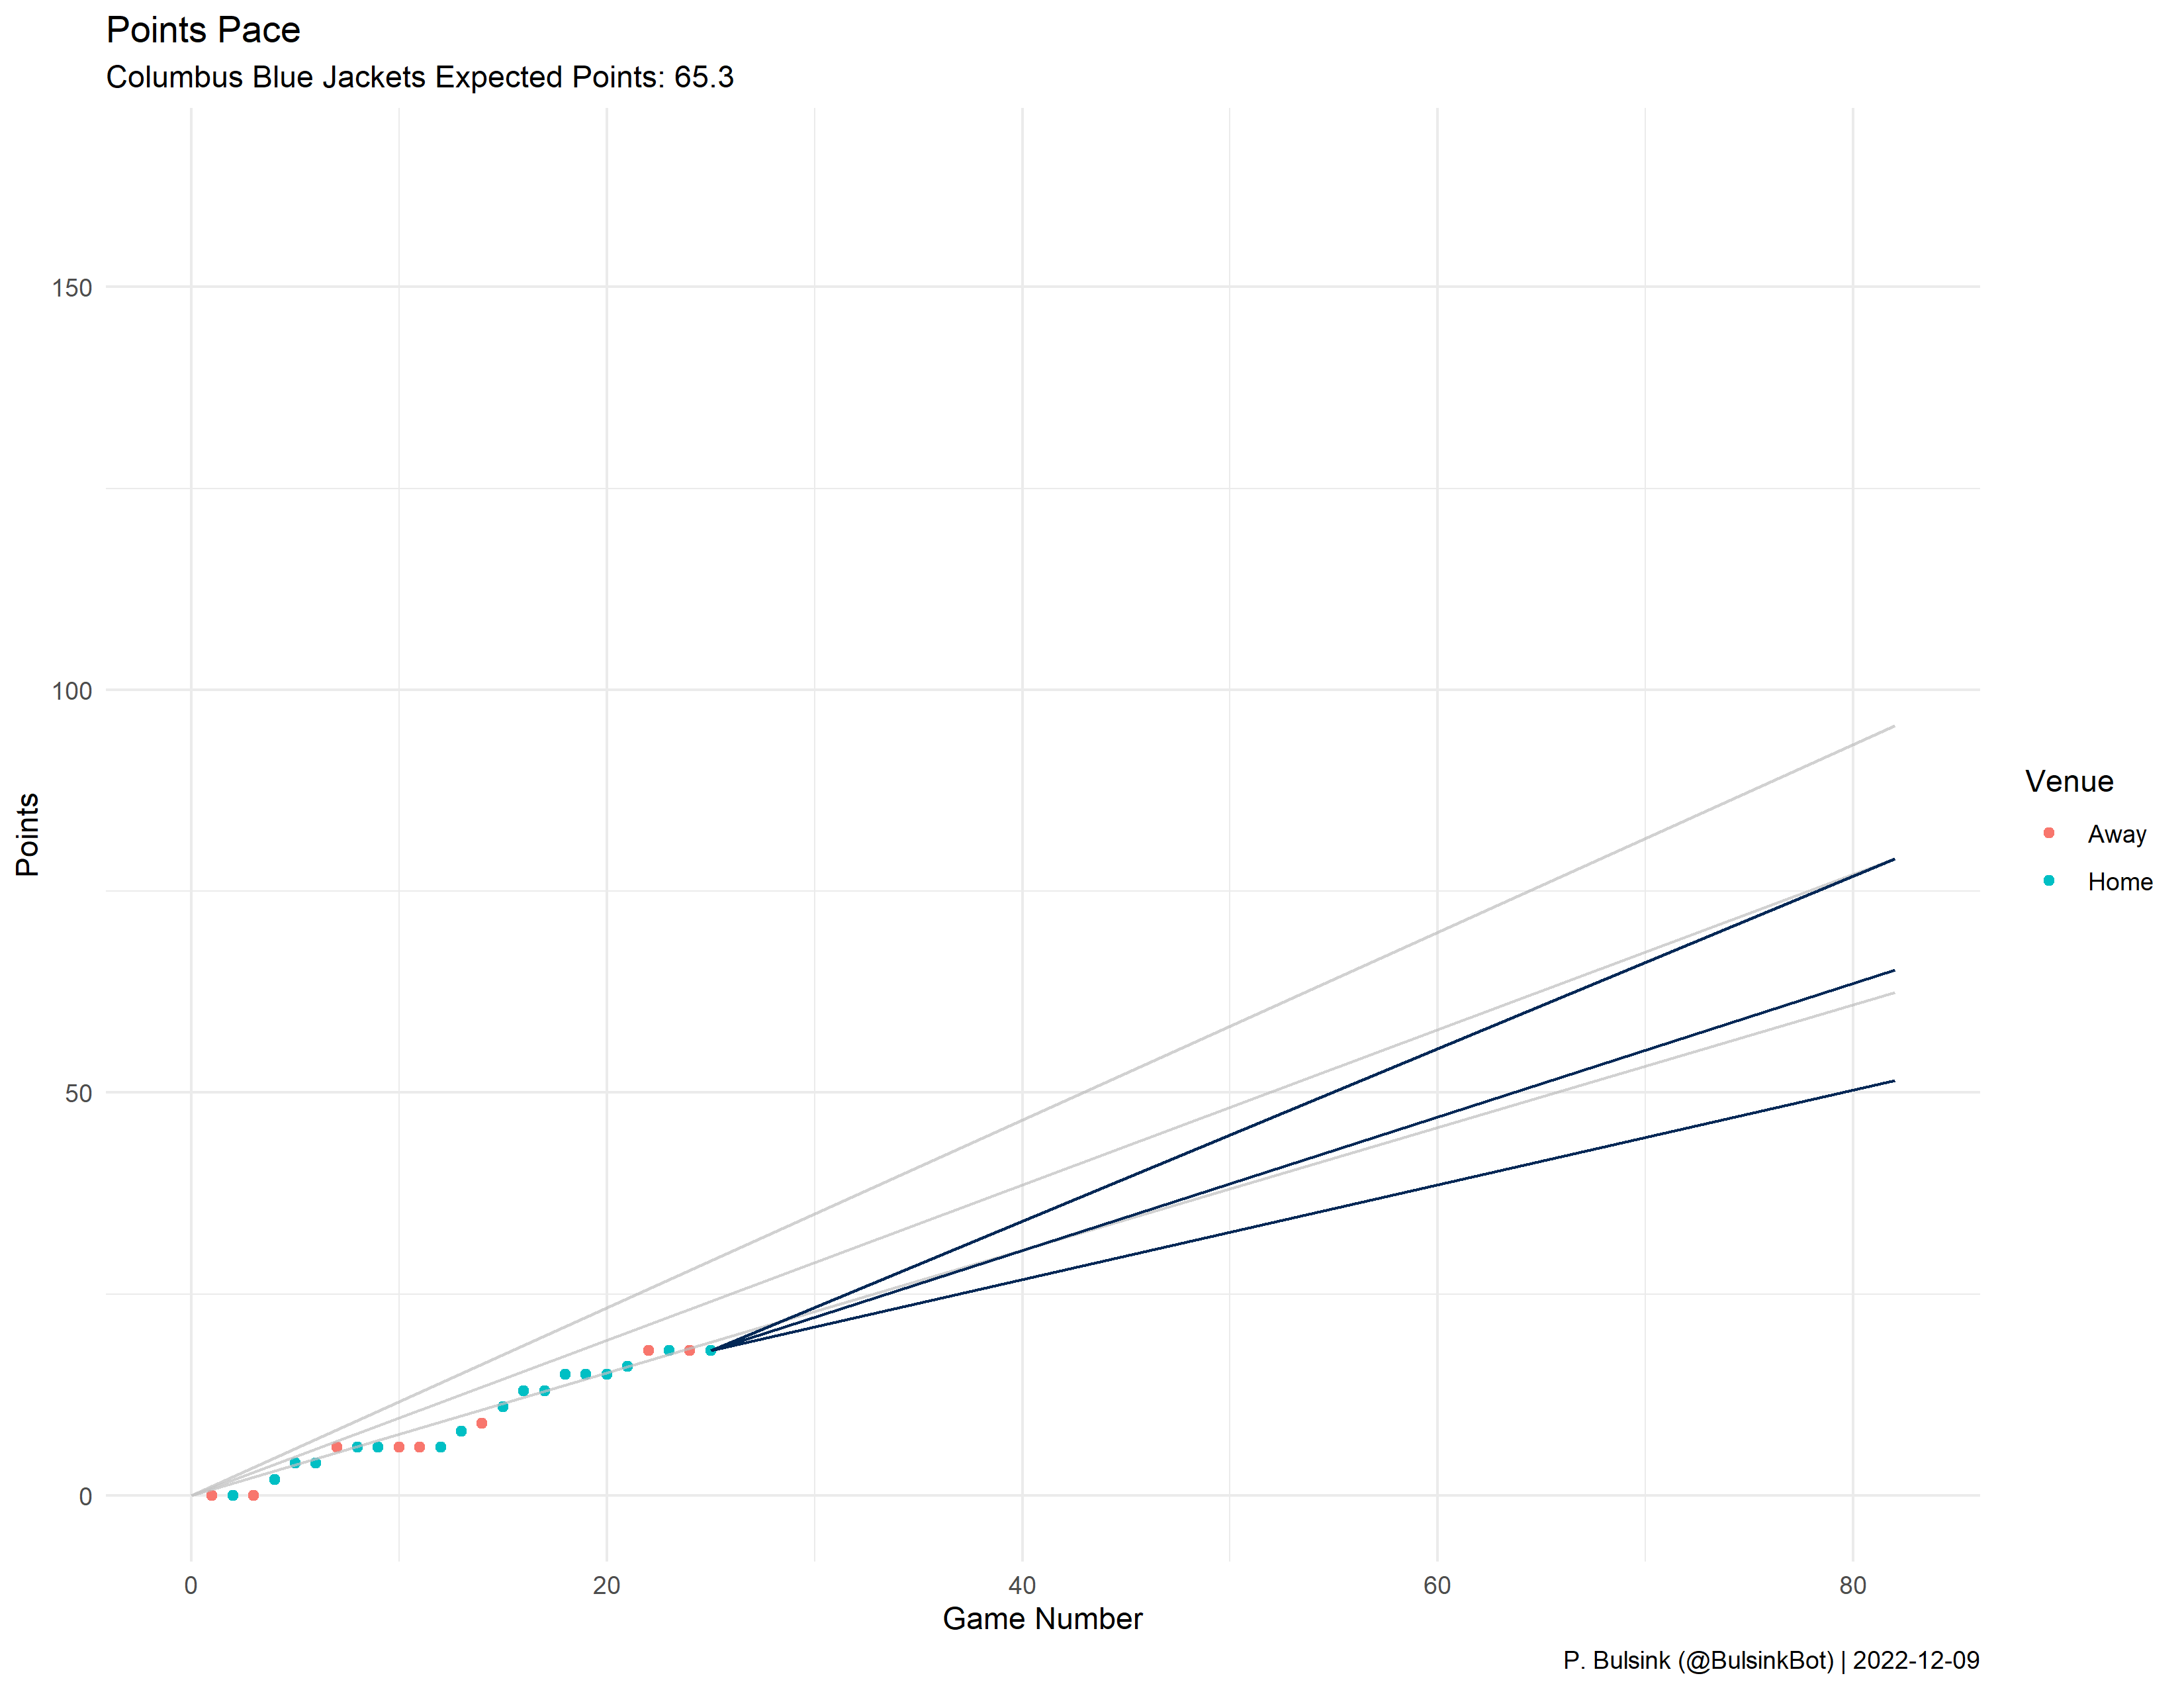 Points Pace
Columbus Blue Jackets Expected Points: 65.3
150
100
50
0
Points
0 20 40 60 80
Game Number
Venue
Away
Home
P. Bulsink (@BulsinkBot) | 2022-12-09